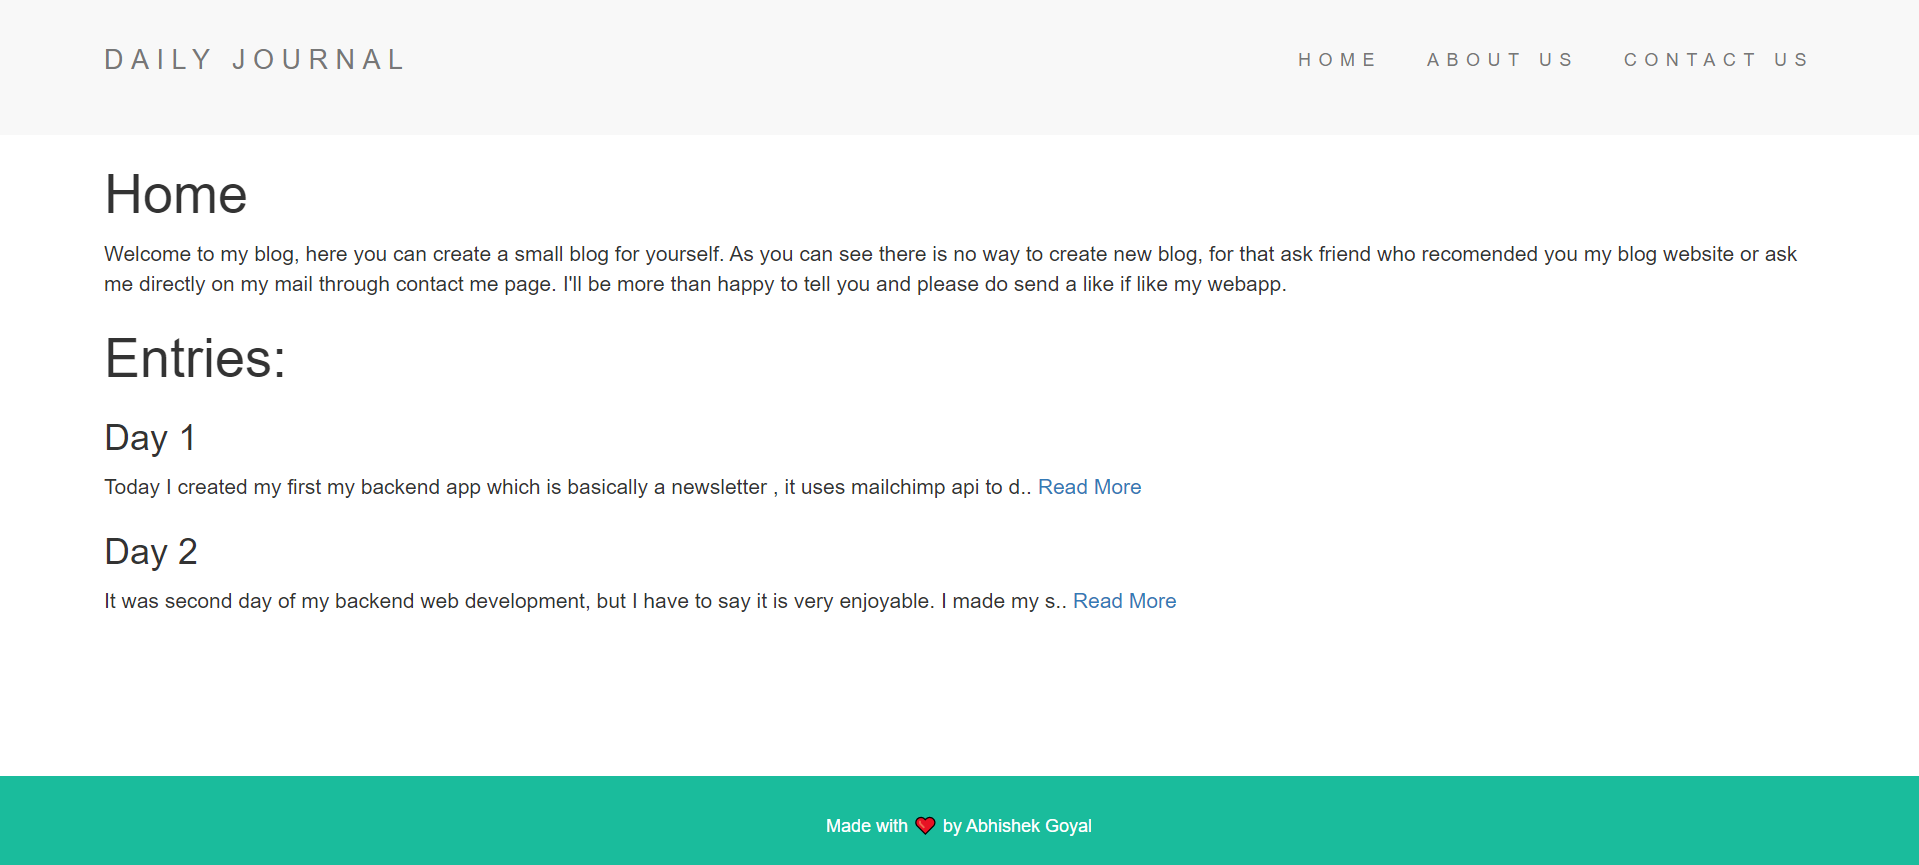 DAILY JOURNAL
HOME ABOUT US CONTACT US
Home
Welcome to my blog, here you can create a small blog for yourself. As you can see there is no way to create new blog, for that ask friend who recomended you my blog website or ask
me directly on my mail through contact me page. I'll be more than happy to tell you and please do send a like if like my webapp.
Entries:
Day 1
Today I created my first my backend app which is basically a newsletter , it uses mailchimp api to d.. Read More
Day 2
It was second day of my backend web development, but I have to say it is very enjoyable. I made my s.. Read More
Made with ❤ by Abhishek Goyal